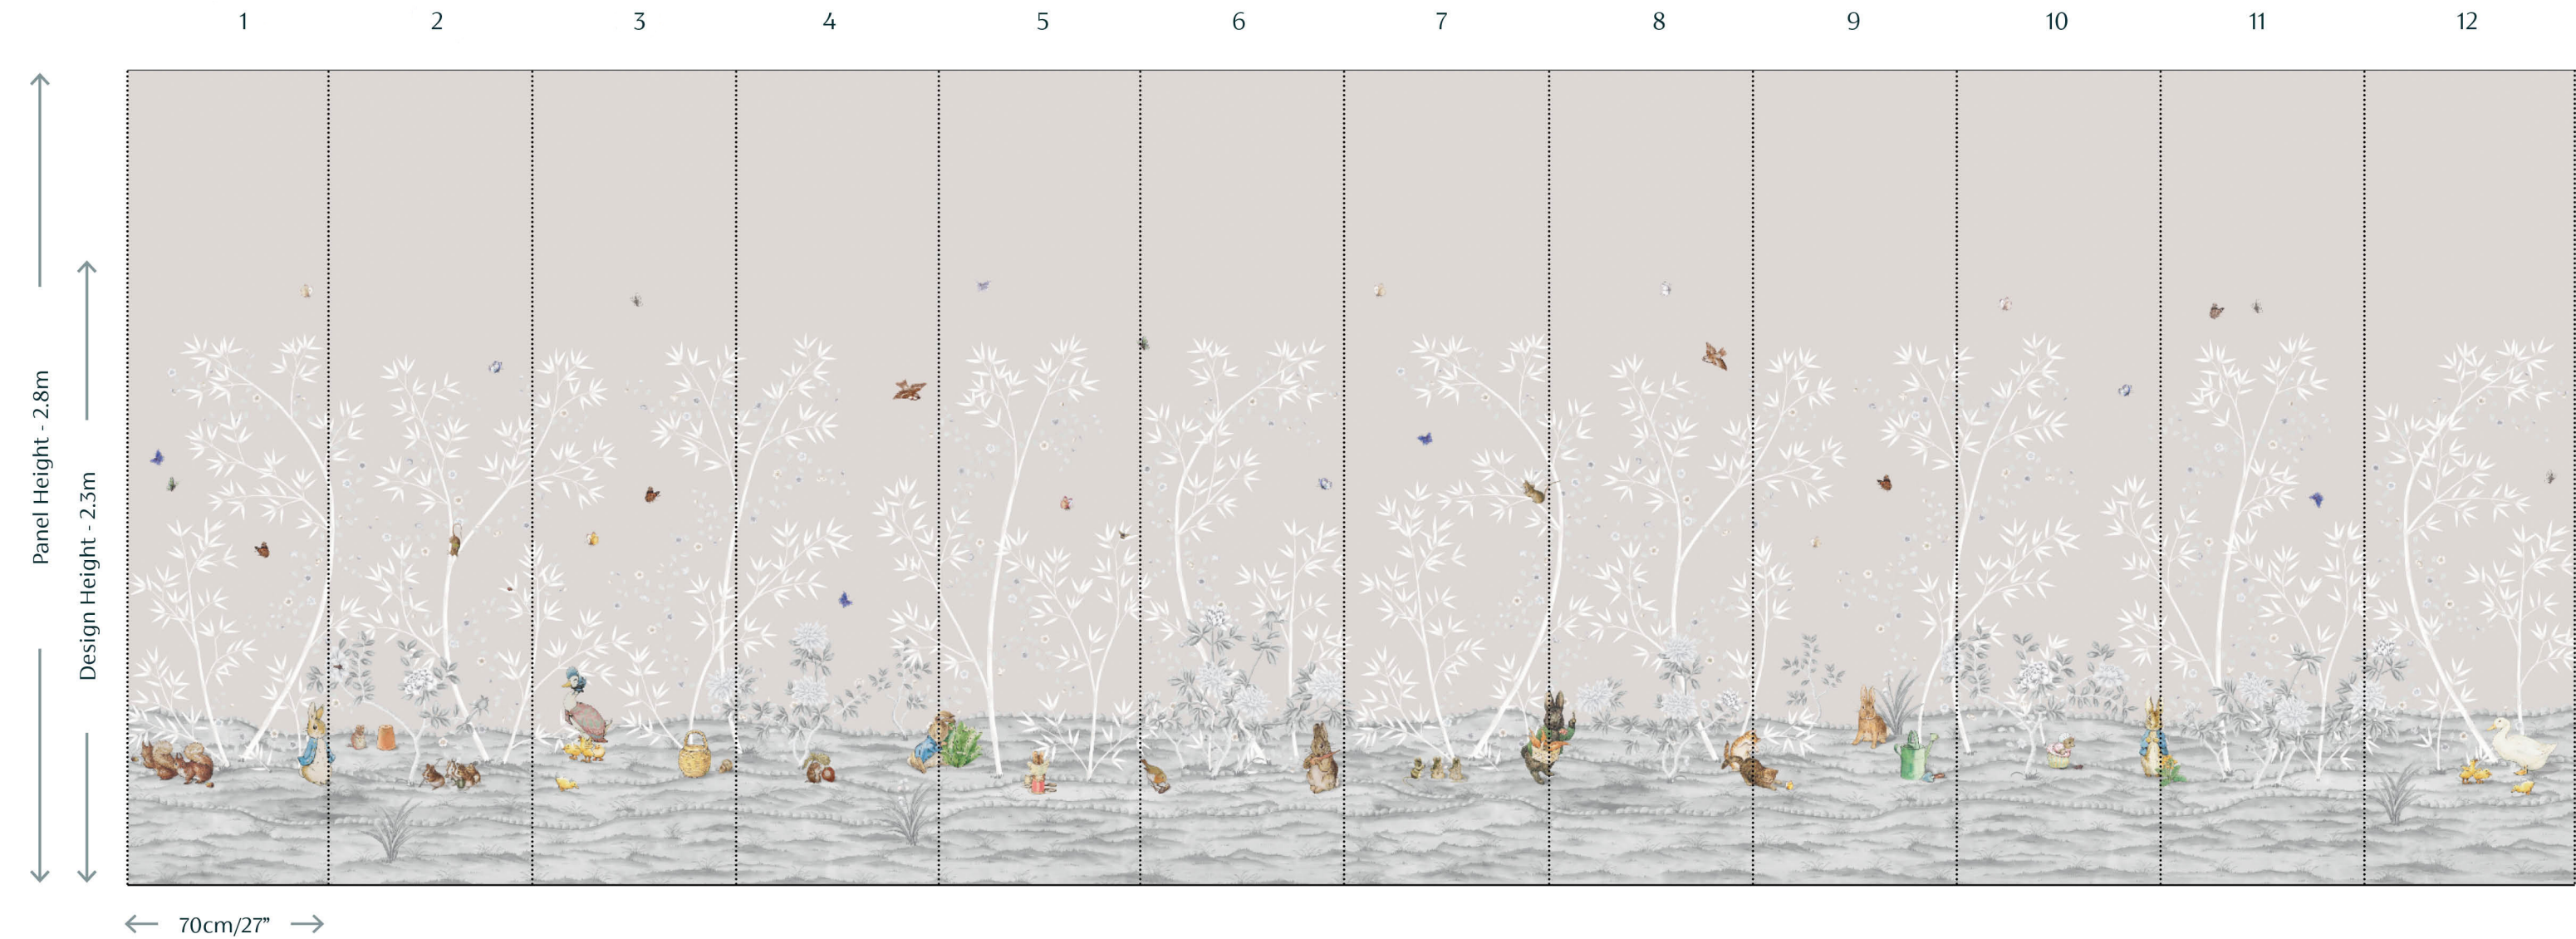 1 2 3 4 5 6 7 8 9 10 11 12
Panel Height - 2.8m
Design Height - 2.3m
70cm/27”